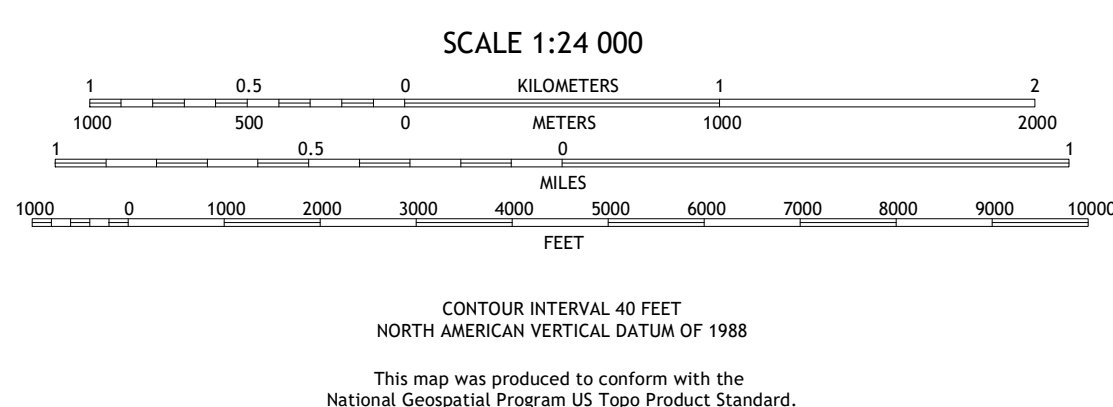 SCALE 1:24 000
1 0.5 0 KILOMETERS 1 2
1000 500 0 METERS 1000 2000
1 0.5 0 1
MILES
1000 0 1000 2000 3000 4000 5000 6000 7000 8000 9000 10000
FEET
CONTOUR INTERVAL 40 FEET
NORTH AMERICAN VERTICAL DATUM OF 1988
This map was produced to conform with the
National Geospatial Program US Topo Product Standard.